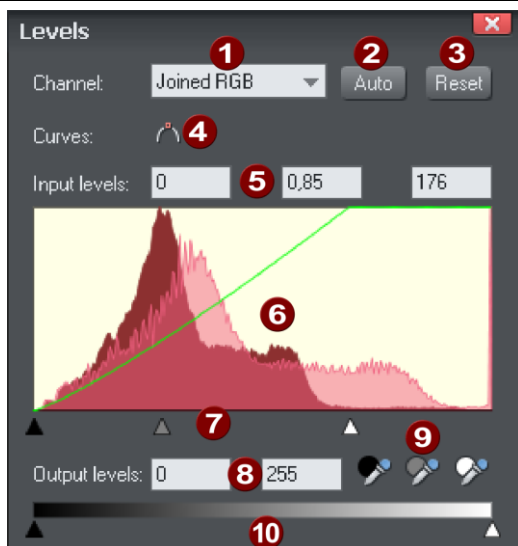 Levels
1 2 3
Channel: Joined RGB Auto Reset
Curves: 4
Input levels: 0 5 0,85 176
6
7
9
Output levels: 0 8 255
10